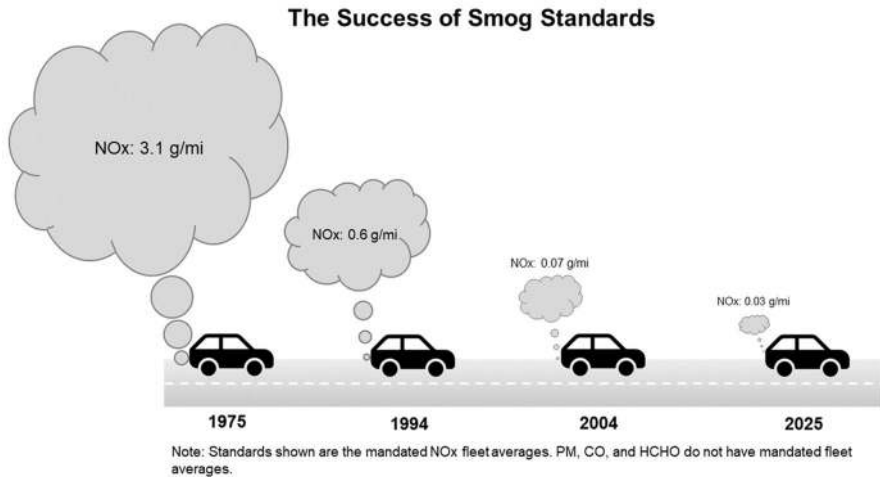 The Success of Smog Standards
NOx: 3.1 g/mi
NOx: 0.6 g/mi
NOx: 0.07 g/mi
NOx: 0.03 g/mi
1975
1994
2004
2025
Note: Standards shown are the mandated NOx fleet averages. PM, CO, and HCHO do not have mandated fleet
averages.